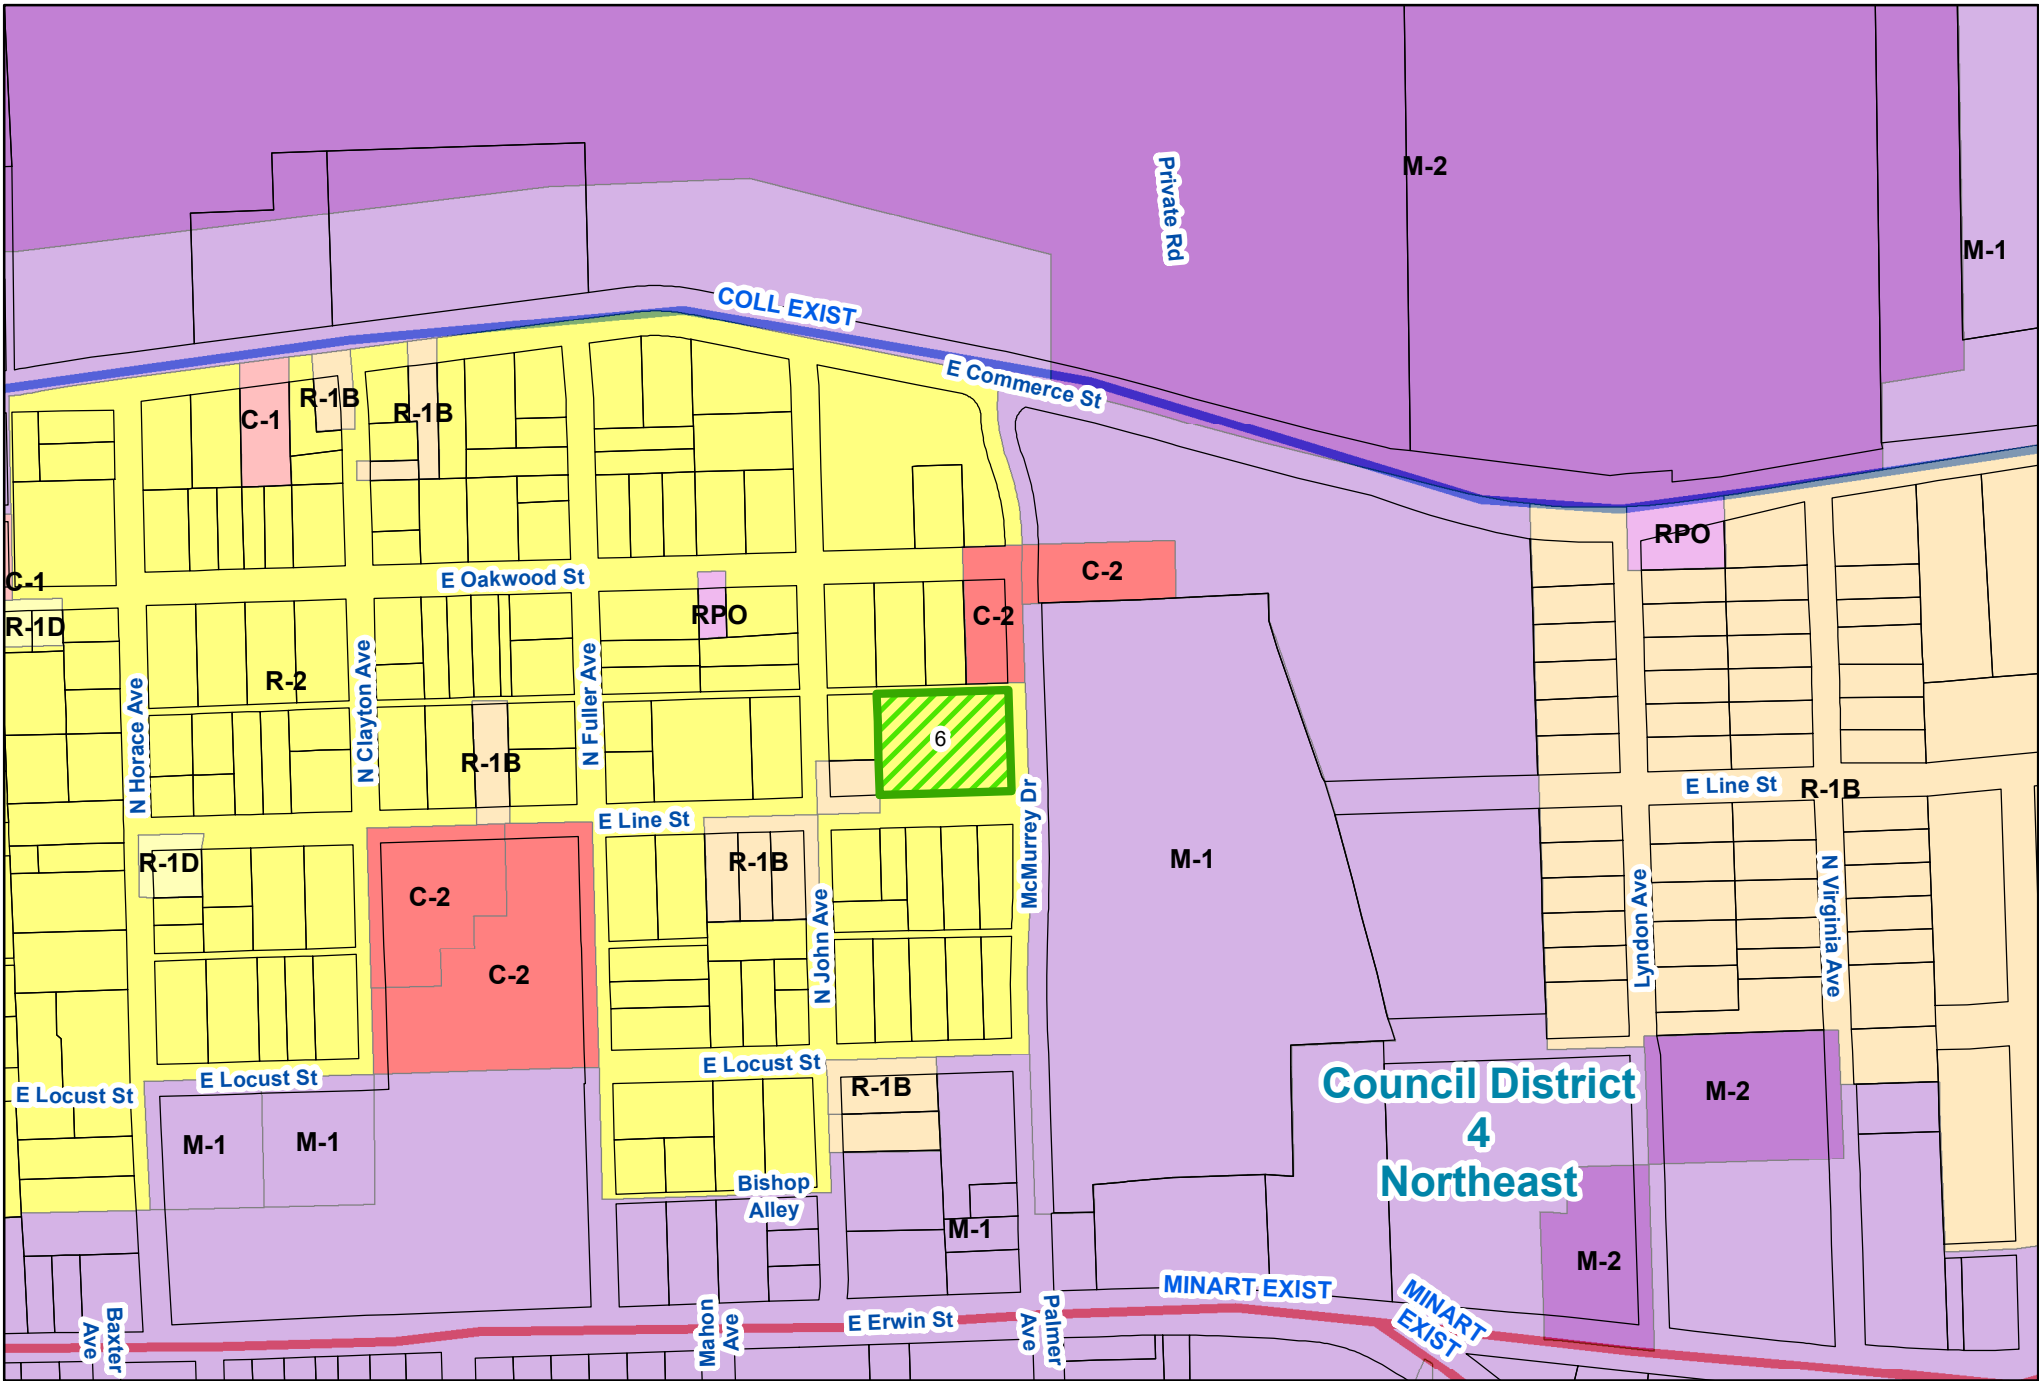 Private Rd
M-2
M-1
COLL EXIST
E Commerce St
R-1B
C-1
R-1B
RPO
C-1
E Oakwood St
C-2
RPO
C-2
R-1D
R-2
N Horace Ave
N Clayton Ave
N Fuller Ave
6
R-1B
E Line St
R-1B
E Line St
McMurrey Dr
R-1D
R-1B
M-1
C-2
N John Ave
Lyndon Ave
N Virginia Ave
C-2
E Locust St
E Locust St
E Locust St
R-1B
Council District
4
Northeast
M-2
M-1
M-1
Bishop
Alley
M-1
M-2
MINART EXIST
MINART
EXIST
E Erwin St
Baxter
Ave
Mahon
Ave
Palmer
Ave